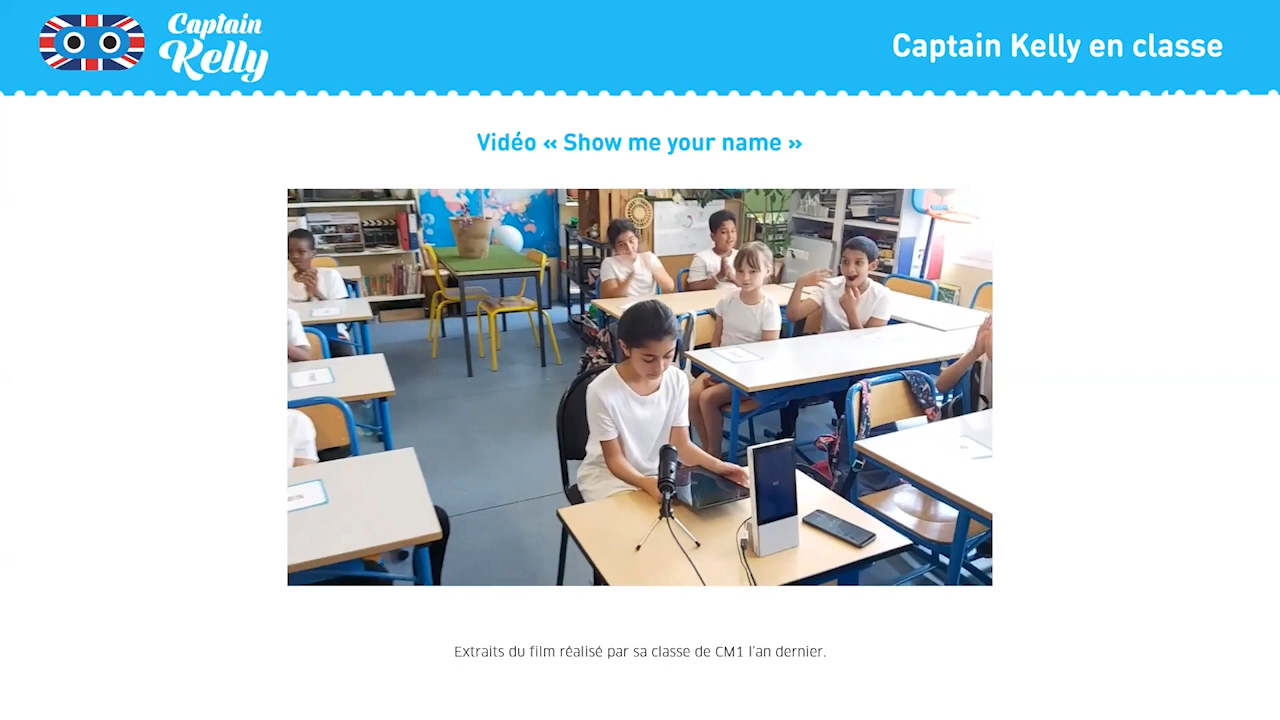 Captain
Kelly
Captain Kelly en classe
Vidéo « Show me your name »
Extraits du film réalisé par sa classe de CM1 l'an dernier.